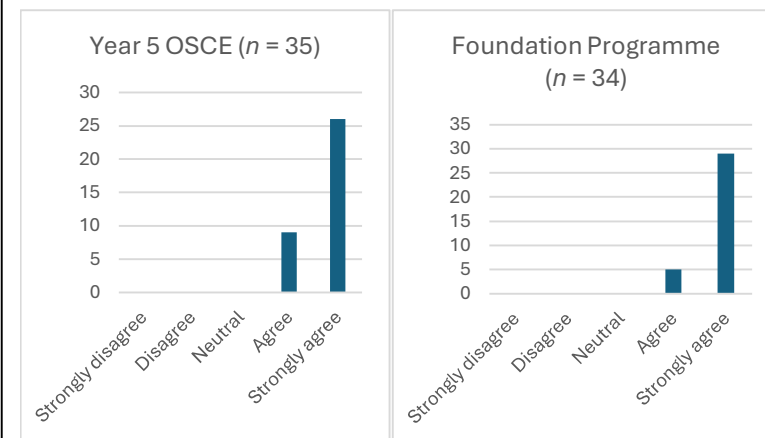 Year 5 OSCE (n = 35)
30
25
20
15
10
5
0
Strongly disagree
Disagree
Neutral
Agree
Strongly agree
Foundation Programme
(n = 34)
35
30
25
20
15
10
5
0
Strongly disagree
Disagree
Neutral
Agree
Strongly agree